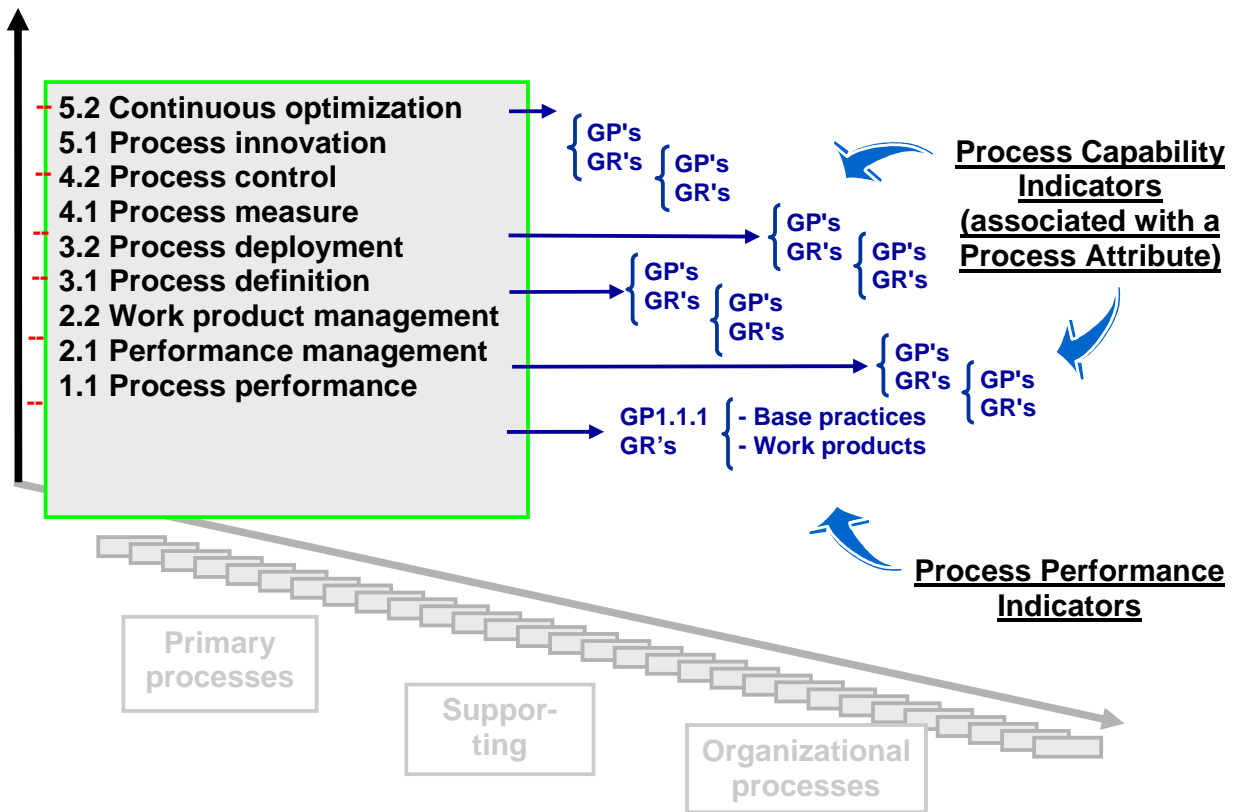 5.2 Continuous optimization
5.1 Process innovation
4.2 Process control
4.1 Process measure
3.2 Process deployment
3.1 Process definition
2.2 Work product management
2.1 Performance management
1.1 Process performance
GP's
GR's
GP's
GR's
GP's
GR's
GP's
GR's
GP's
GR's
GP's
GR's
GP's
GR's
GP's
GR's
GP1.1.1
GR’s
- Base practices
- Work products
Process Capability
Indicators
(associated with a
Process Attribute)
Process Performance
Indicators
Primary
processes
Suppor-
ting
Organizational
processes